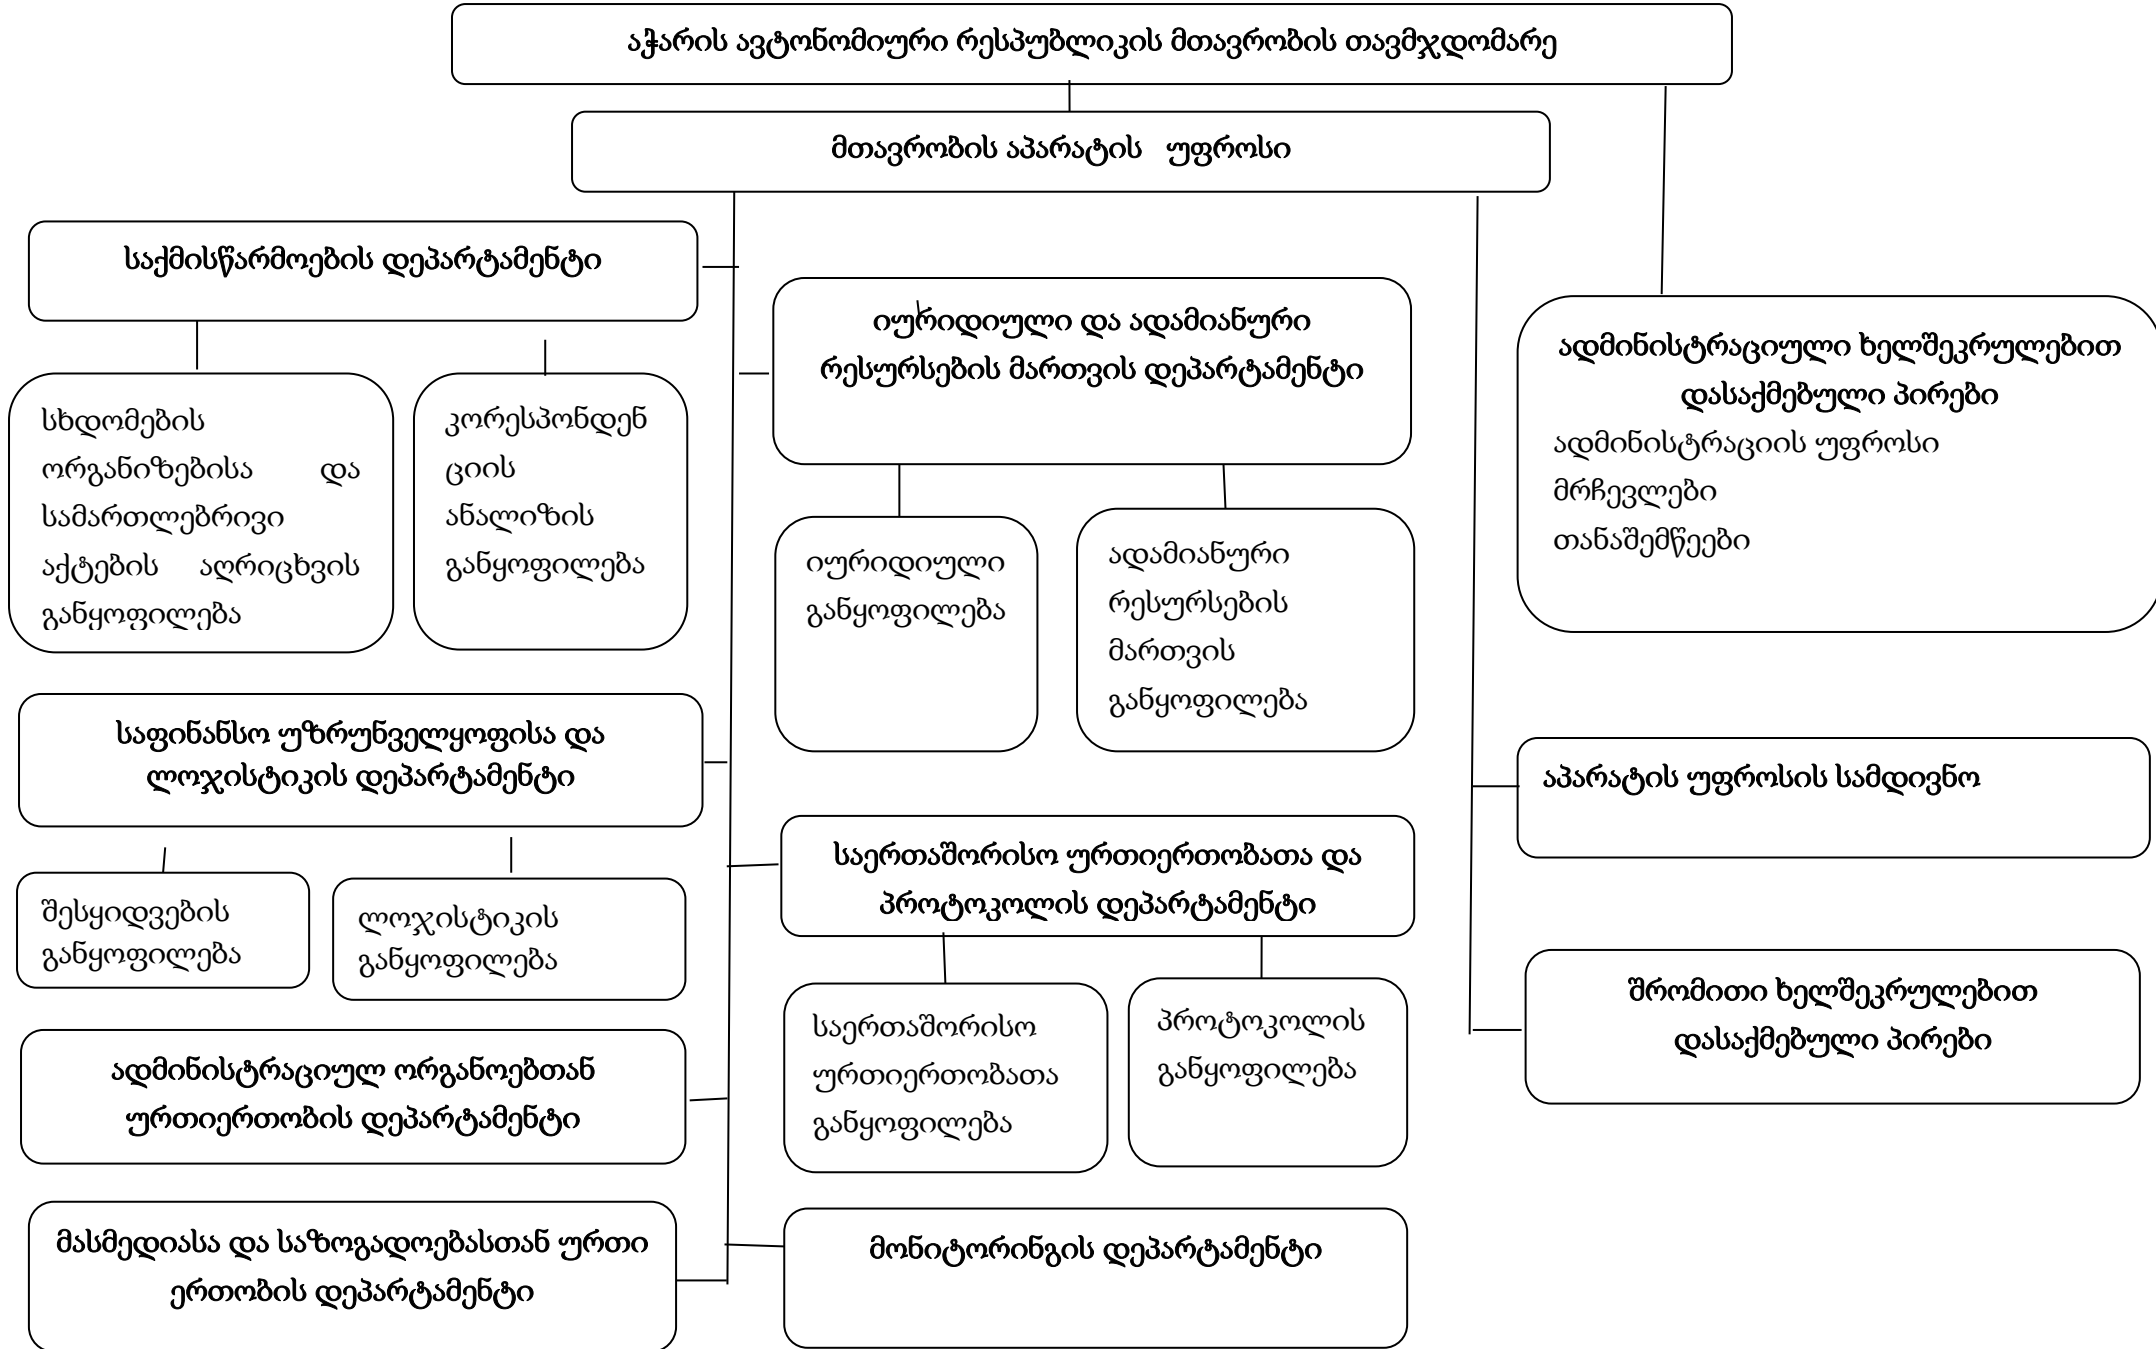 აჭარის ავტონომიური რესპუბლიკის მთავრობის თავმჯდომარე
მთავრობის აპარატის უფროსი
საქმისწარმოების დეპარტამენტი
სხდომების
ორგანიზებისა და
სამართლებრივი
აქტების აღრიცხვის
განყოფილება
კორესპონდენ
ციის
ანალიზის
განყოფილება
იურიდიული და ადამიანური
რესურსების მართვის დეპარტამენტი
იურიდიული
განყოფილება
ადამიანური
რესურსების
მართვის
განყოფილება
ადმინისტრაციული ხელშეკრულებით
დასაქმებული პირები
ადმინისტრაციის უფროსი
მრჩევლები
თანაშემწეები
საფინანსო უზრუნველყოფისა და
ლოჯისტიკის დეპარტამენტი
შესყიდვების
განყოფილება
ლოჯისტიკის
განყოფილება
საერთაშორისო ურთიერთობათა და
პროტოკოლის დეპარტამენტი
საერთაშორისო
ურთიერთობათა
განყოფილება
პროტოკოლის
განყოფილება
აპარატის უფროსის სამდივნო
შრომითი ხელშეკრულებით
დასაქმებული პირები
ადმინისტრაციულ ორგანოებთან
ურთიერთობის დეპარტამენტი
მასმედიასა და საზოგადოებასთან ურთი
ერთობის დეპარტამენტი
მონიტორინგის დეპარტამენტი